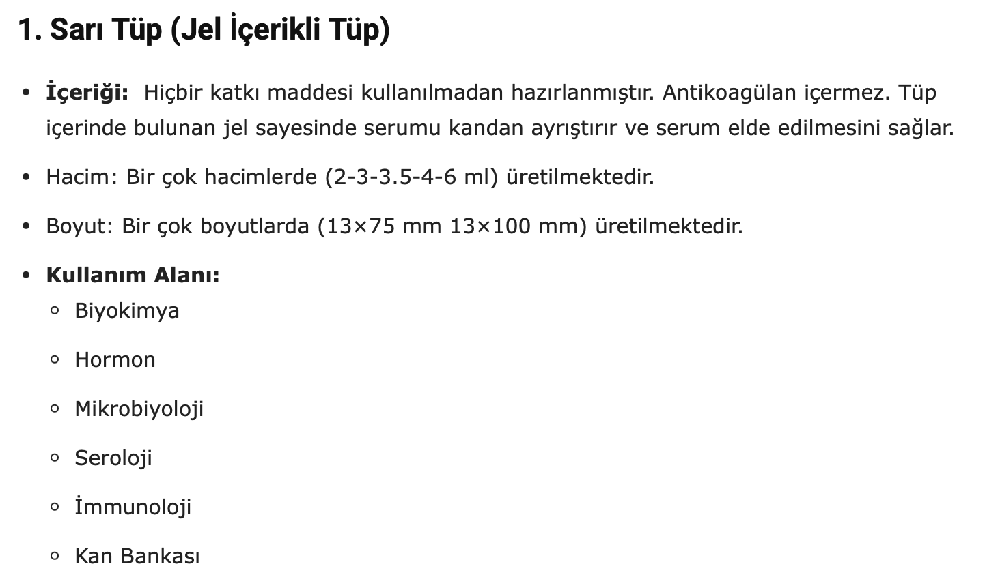 1. Sarı Tüp (Jel İçerikli Tüp)
• İçeriği: Hiçbir katkı maddesi kullanılmadan hazırlanmıştır. Antikoagülan içermez. Tüp
içerinde bulunan jel sayesinde serumu kandan ayrıştırır ve serum elde edilmesini sağlar.
• Hacim: Bir çok hacimlerde (2-3-3.5-4-6 ml) üretilmektedir.
• Boyut: Bir çok boyutlarda (13×75 mm 13×100 mm) üretilmektedir.
• Kullanım Alanı:
○ Biyokimya
○ Hormon
○ Mikrobiyoloji
○ Seroloji
○ İmmunoloji
○ Kan Bankası